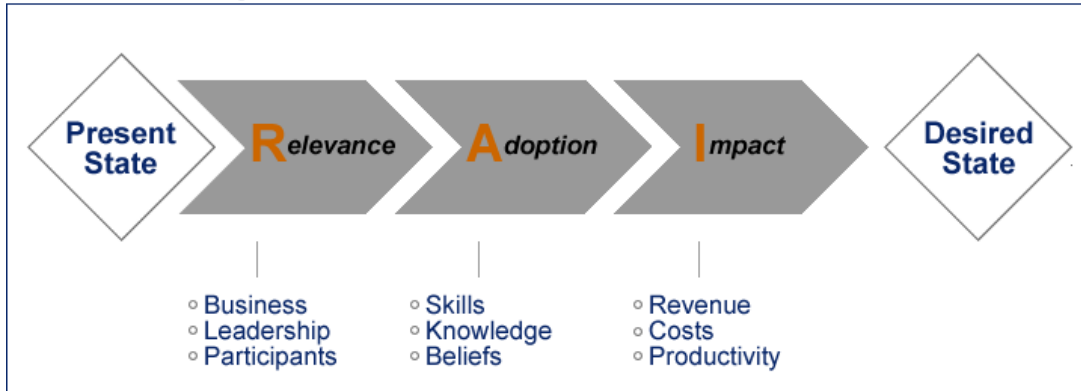 Present
State
Relevance
Adoption
Impact
Desired
State
Business
Leadership
Participants
Skills
Knowledge
Beliefs
Revenue
Costs
Productivity